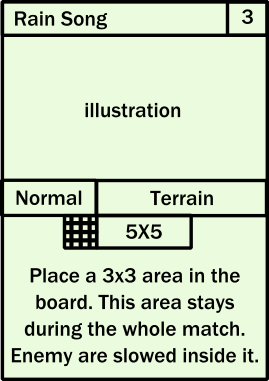 Rain Song 3
illustration
Normal Terrain
5X5
Place a 3x3 area in the
board. This area stays
during the whole match.
Enemy are slowed inside it.